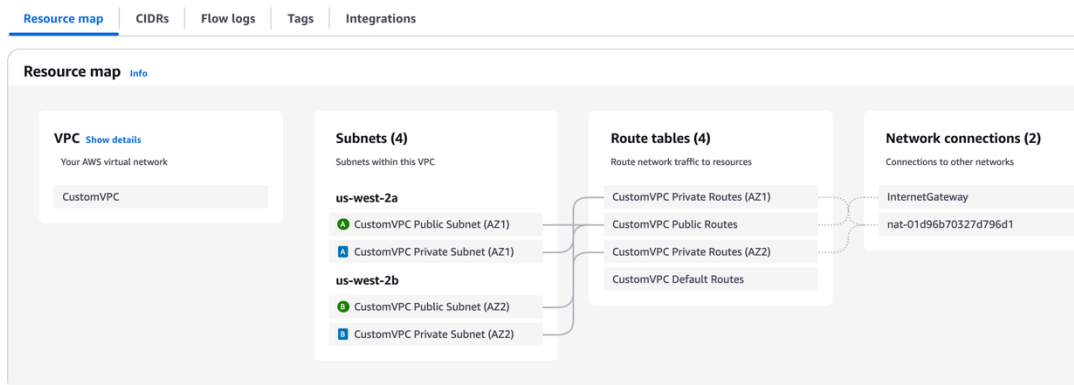 Resource map CIDRs Flow logs Tags Integrations
Resource map Info
VPC Show details
Your AWS virtual network
CustomVPC
Subnets (4)
Subnets within this VPC
us-west-2a
A CustomVPC Public Subnet (AZ1)
A CustomVPC Private Subnet (AZ1)
us-west-2b
B CustomVPC Public Subnet (AZ2)
B CustomVPC Private Subnet (AZ2)
Route tables (4)
Route network traffic to resources
CustomVPC Private Routes (AZ1)
CustomVPC Public Routes
CustomVPC Private Routes (AZ2)
CustomVPC Default Routes
Network connections (2)
Connections to other networks
InternetGateway
nat-01d96b70327d796d1